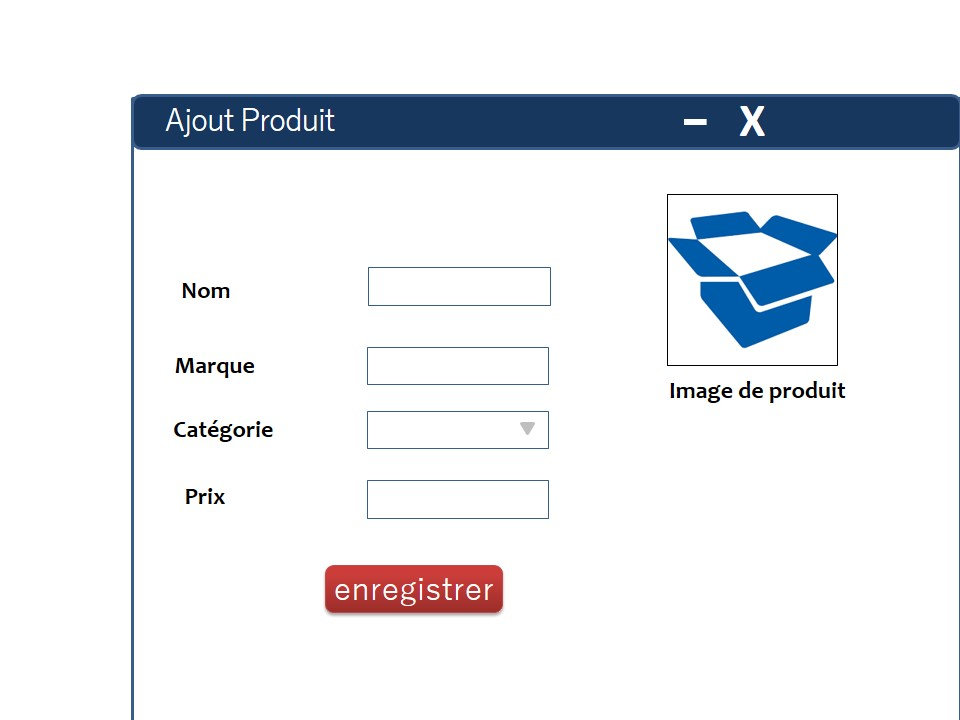 Ajout Produit
– X
Nom
Marque
Catégorie
Prix
Image de produit
enregistrer